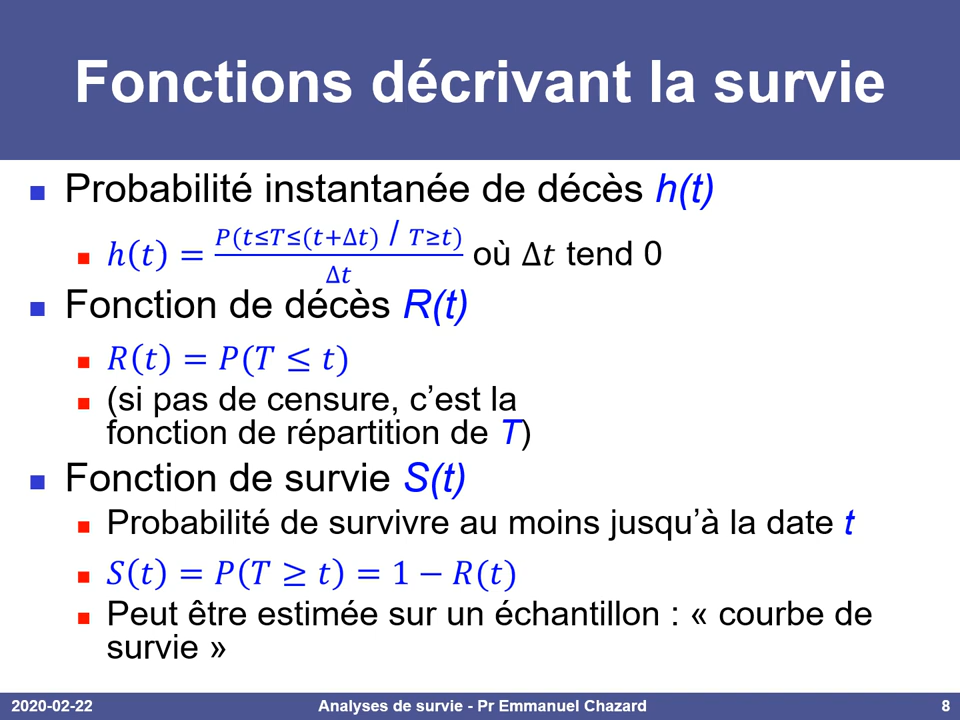 Fonctions décrivant la survie
Probabilité instantanée de décès h(t)
h(t) = P(t≤T≤(t+Δt) / T≥t) / Δt où Δt tend 0
Fonction de décès R(t)
R(t) = P(T ≤ t)
(si pas de censure, c’est la
fonction de répartition de T)
Fonction de survie S(t)
Probabilité de survivre au moins jusqu’à la date t
S(t) = P(T ≥ t) = 1 − R(t)
Peut être estimée sur un échantillon : « courbe de
survie »
2020-02-22 Analyses de survie - Pr Emmanuel Chazard 8